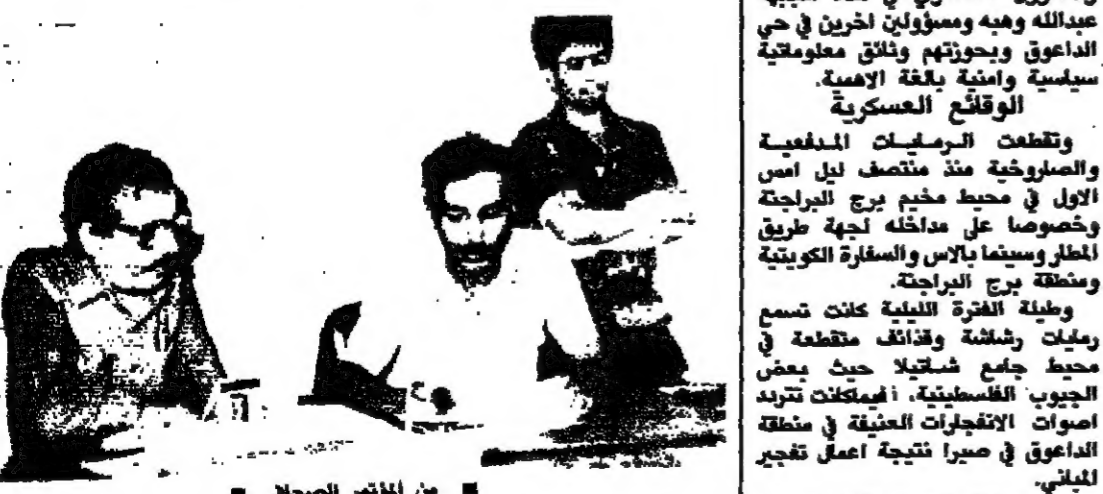 عبدالله وهبه ومسؤولين اخرين في حي
الداعوق وبحوزتهم وثائق معلوماتية
سياسية وامنية بالغة الاهمية.
الوقائع العسكرية
وتقطعت الرمايات المدفعية
والصاروخية منذ منتصف ليل امس
الاول في محيط مخيم برج البراجنة
وخصوصا على مداخله لجهة طريق
المطار وسينما بالاس والسفارة الكويتية
ومنطقة برج البراجنة.
وطيلة الفترة الليلية كانت تسمع
رمايات رشاشة وقذائف متقطعة في
محيط جامع شاتيلا حيث بعض
الجيوب الفلسطينية، فيما كانت تتردد
اصوات الانفجارات العنيفة في منطقة
الداعوق في صبرا نتيجة اعمال تفجير
المباني.
■ من المؤتمر الصحافي ■